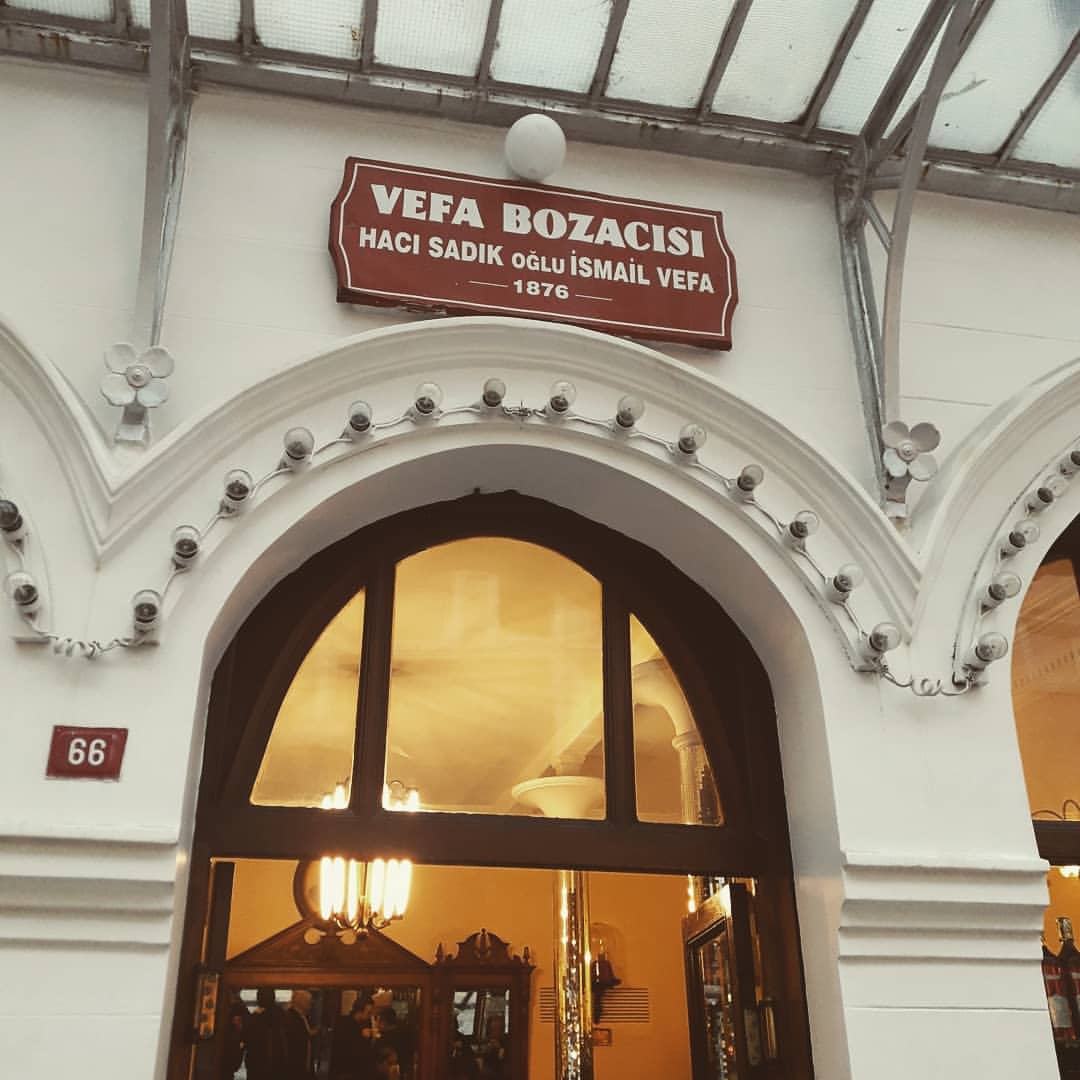 VEFA BOZACISI
HACI SADIK OĞLU İSMAİL VEFA
1876
66